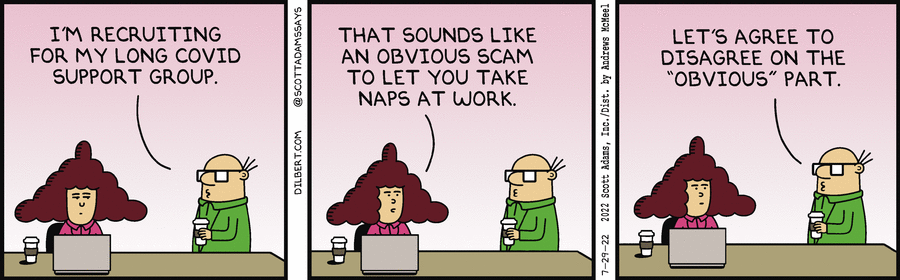 I'M RECRUITING
FOR MY LONG COVID
SUPPORT GROUP.
DILBERT.COM @SCOTTADAMSSAYS
THAT SOUNDS LIKE
AN OBVIOUS SCAM
TO LET YOU TAKE
NAPS AT WORK.
7-29-22 2022 Scott Adams, Inc./Dist. by Andrews McMeel
LET'S AGREE TO
DISAGREE ON THE
"OBVIOUS" PART.